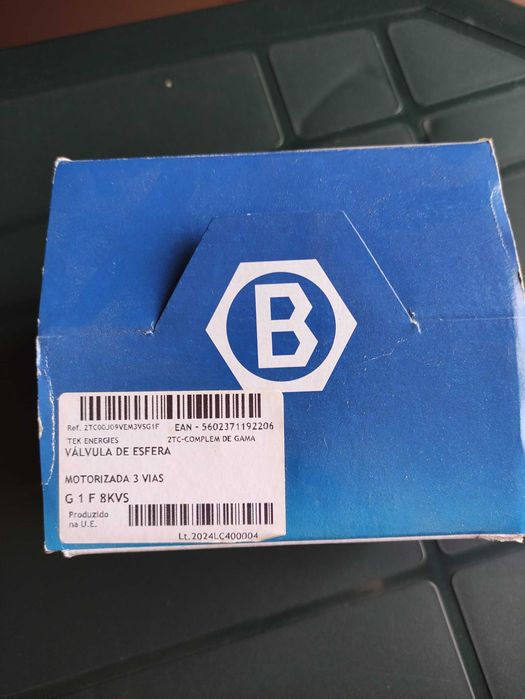 B
Ref. 2TC00J09VEM3VSG1F EAN - 5602371192206
TEK ENERGIES 2TC-COMPLEM DE GAMA
VÁLVULA DE ESFERA
MOTORIZADA 3 VIAS
G 1 F 8KVS
Produzido
na U.E.
Lt.2024LC400004